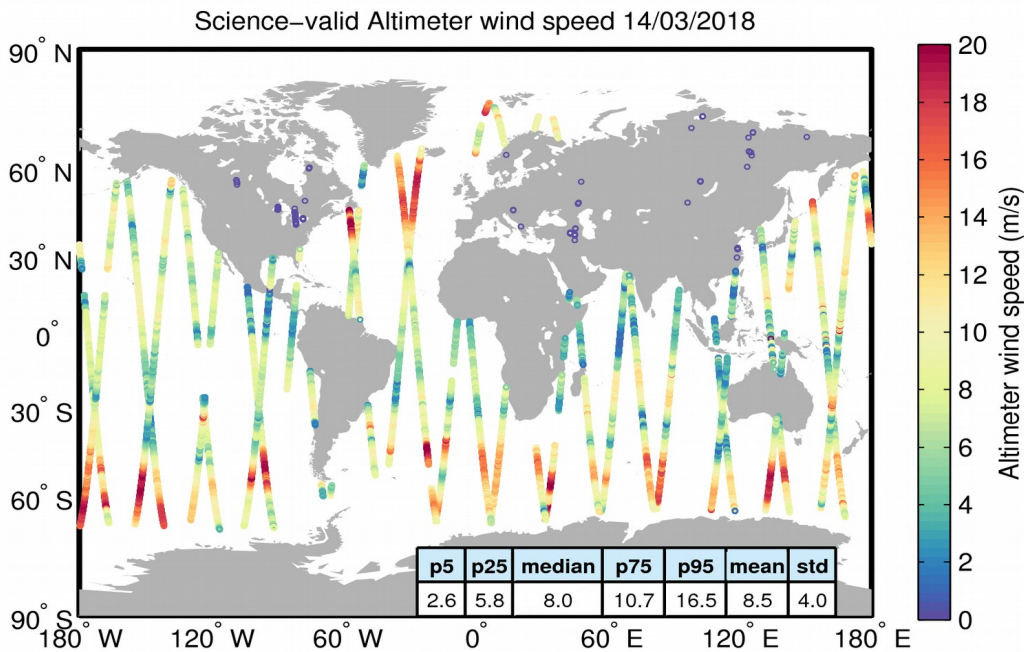 Science−valid Altimeter wind speed 14/03/2018
90° N
60° N
30° N
0°
30° S
60° S
90° S
180° W
120° W
60° W
0°
60° E
120° E
180° E
p5 p25 median p75 p95 mean std
2.6 5.8 8.0 10.7 16.5 8.5 4.0
20
18
16
14
12
10
8
6
4
2
0
Altimeter wind speed (m/s)